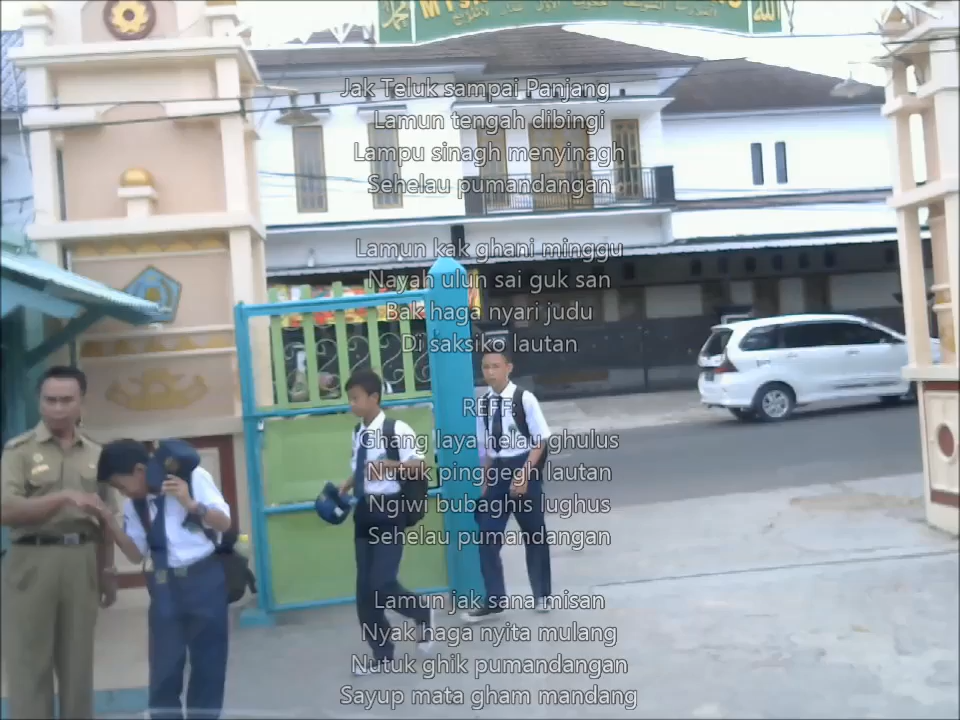 Jak Teluk sampai Panjang
Lamun tengah dibingi
Lampu sinagh menyinagh
Sehelau pumandangan
Lamun kak ghani minggu
Nayah ulun sai guk san
Bak haga nyari judu
Di saksiko lautan
REFF:
Ghang laya helau ghulus
Nutuk pinggegh lautan
Ngiwi bubaghis lughus
Sehelau pumandangan
Lamun jak sana misan
Nyak haga nyita mulang
Nutuk ghik pumandangan
Sayup mata gham mandang